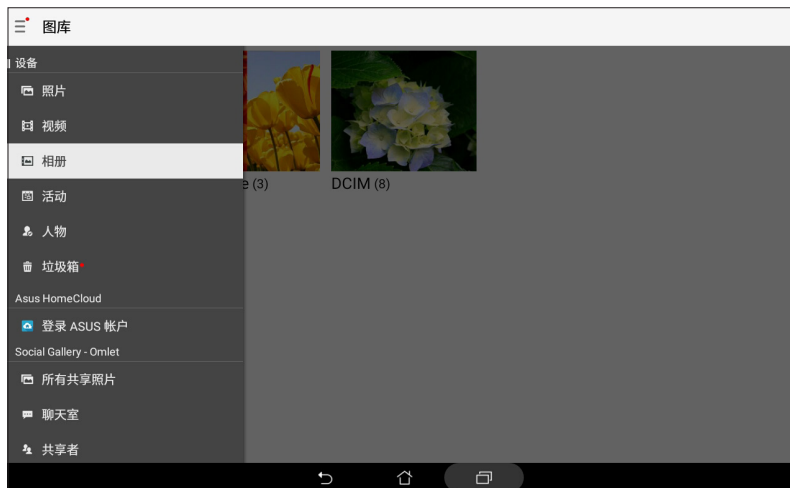 图库
设备
照片
视频
相册
活动
人物
垃圾箱
Asus HomeCloud
登录 ASUS 帐户
Social Gallery - Omlet
所有共享照片
聊天室
共享者
e (3)
DCIM (8)